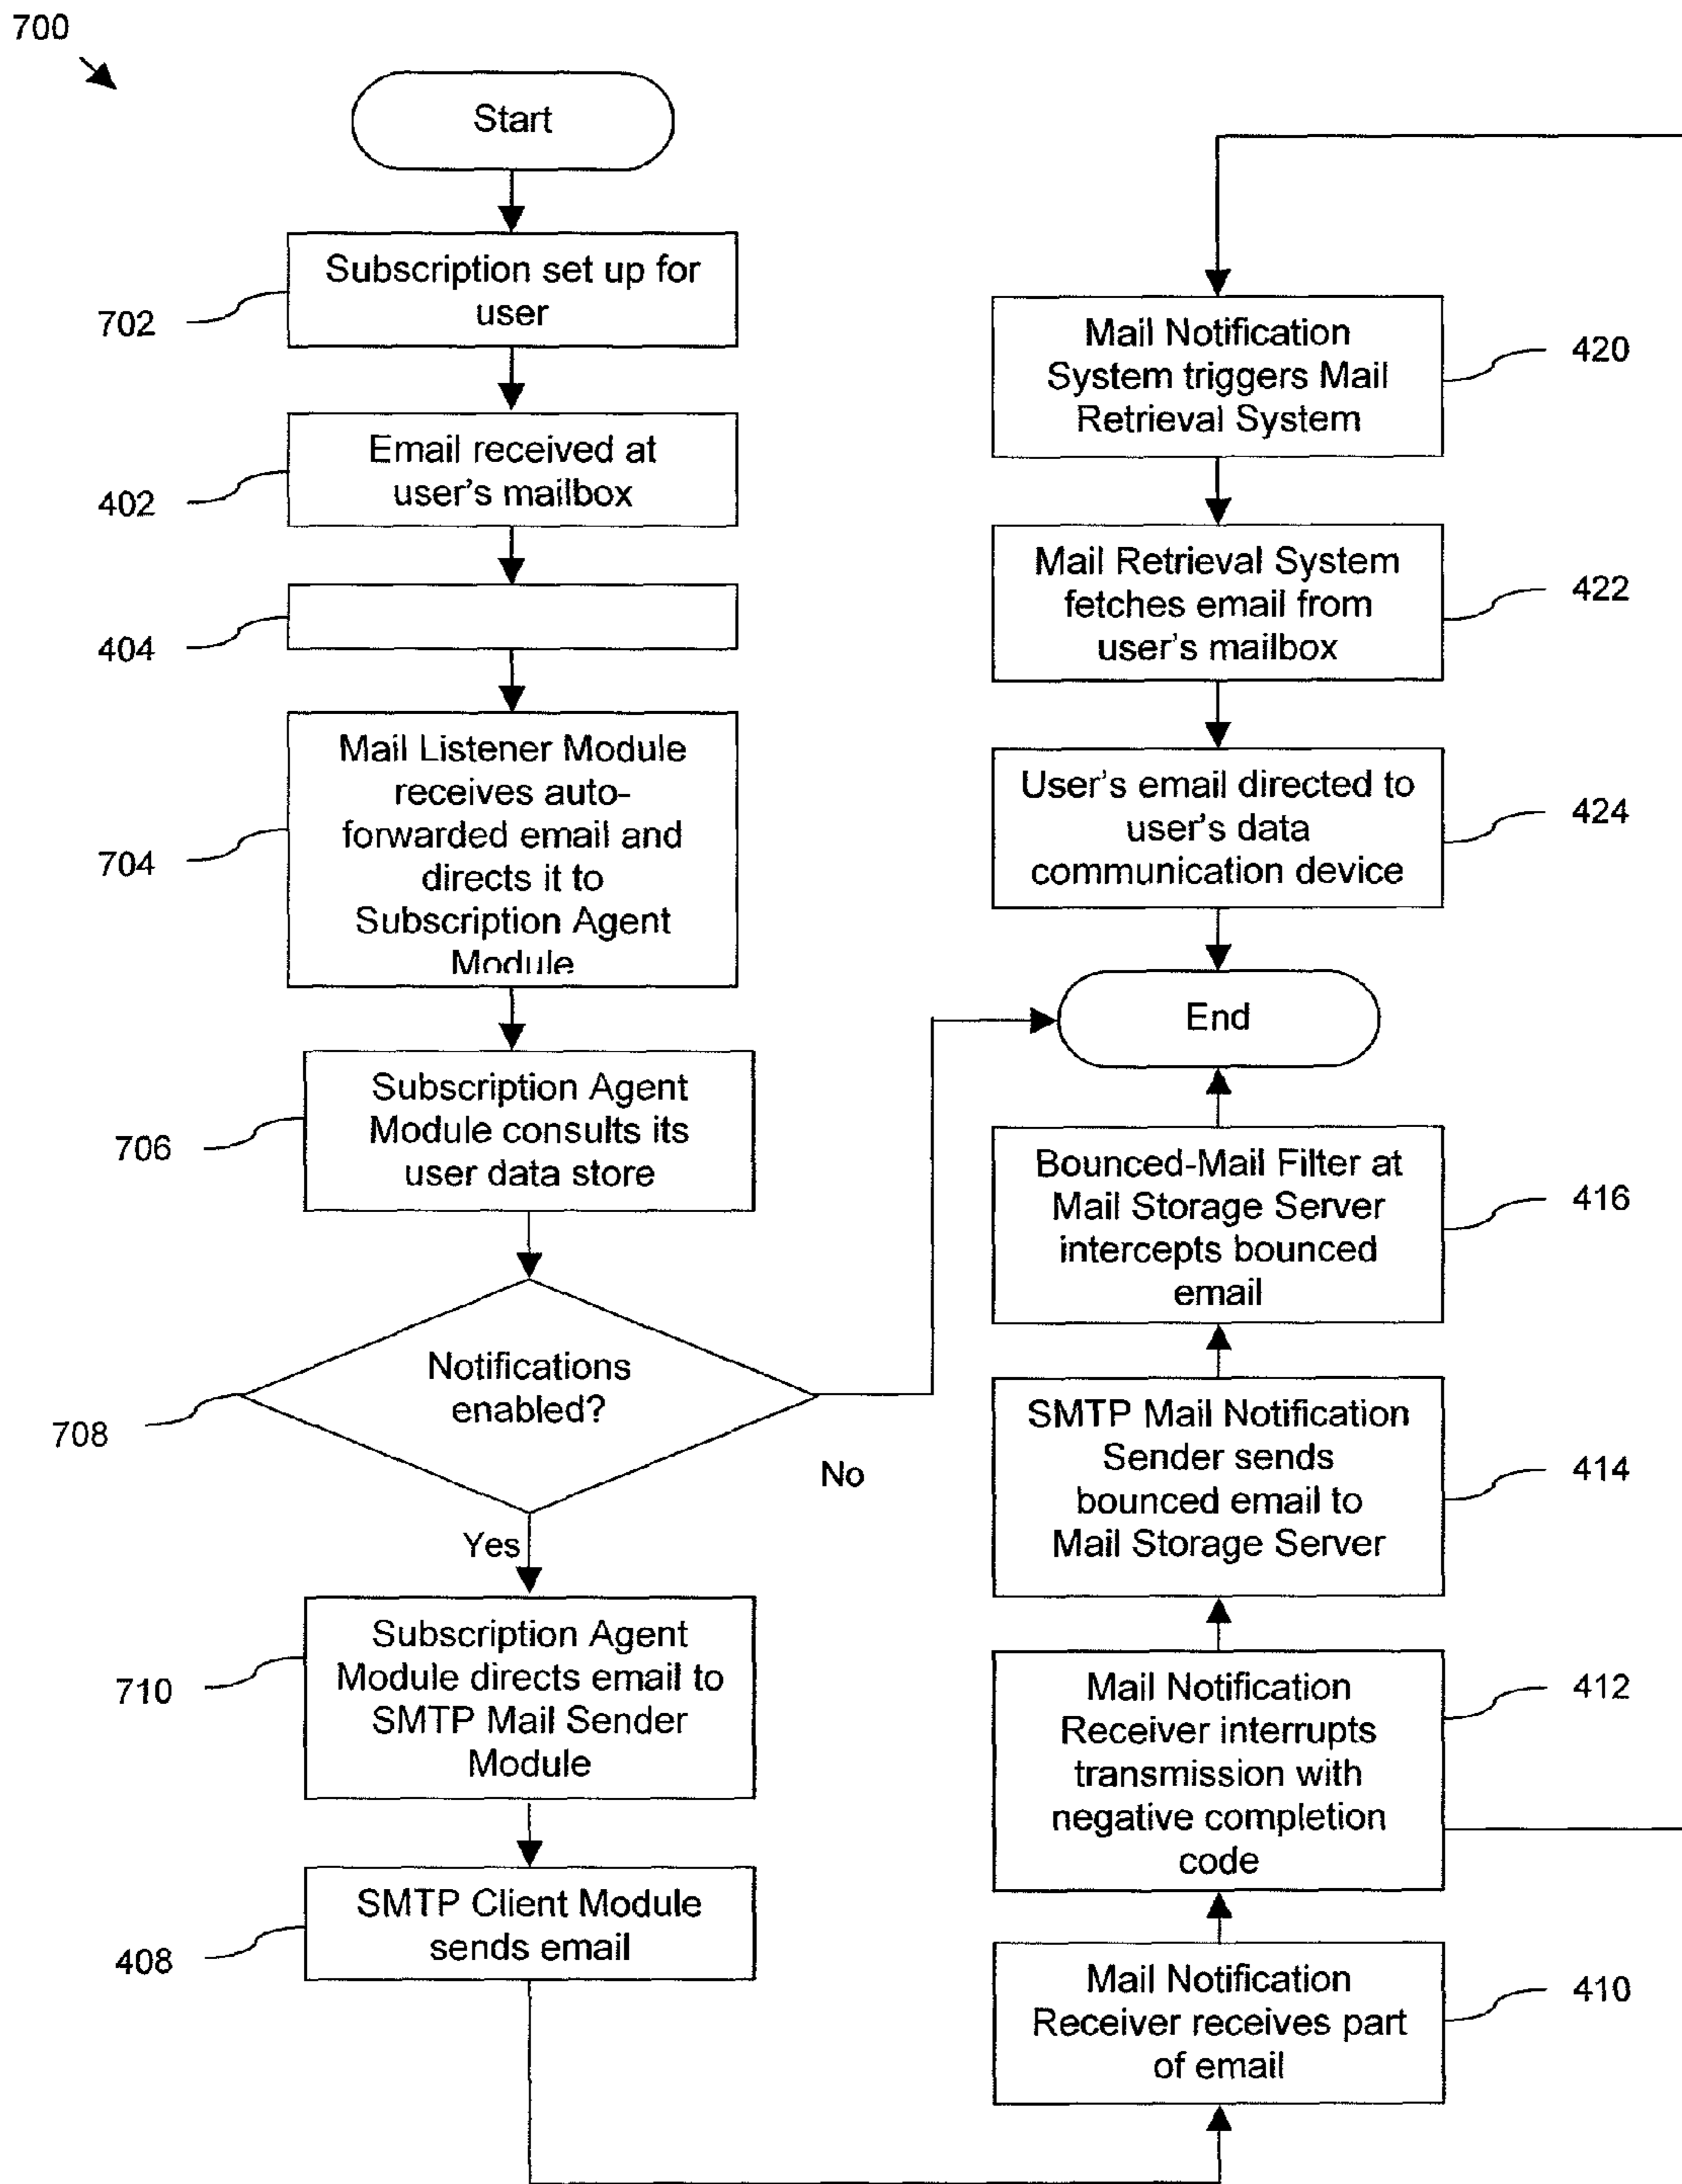 700
Start
Subscription set up for
user
702
Email received at
user's mailbox
402
404
Mail Listener Module
receives auto-
forwarded email and
directs it to
Subscription Agent
Module
704
Subscription Agent
Module consults its
user data store
706
Notifications
enabled?
708
No
Yes
Subscription Agent
Module directs email to
SMTP Mail Sender
Module
710
SMTP Client Module
sends email
408
Mail Notification
System triggers Mail
Retrieval System
420
Mail Retrieval System
fetches email from
user's mailbox
422
User's email directed to
user's data
communication device
424
End
Bounced-Mail Filter at
Mail Storage Server
intercepts bounced
email
416
SMTP Mail Notification
Sender sends
bounced email to
Mail Storage Server
414
Mail Notification
Receiver interrupts
transmission with
negative completion
code
412
Mail Notification
Receiver receives part
of email
410